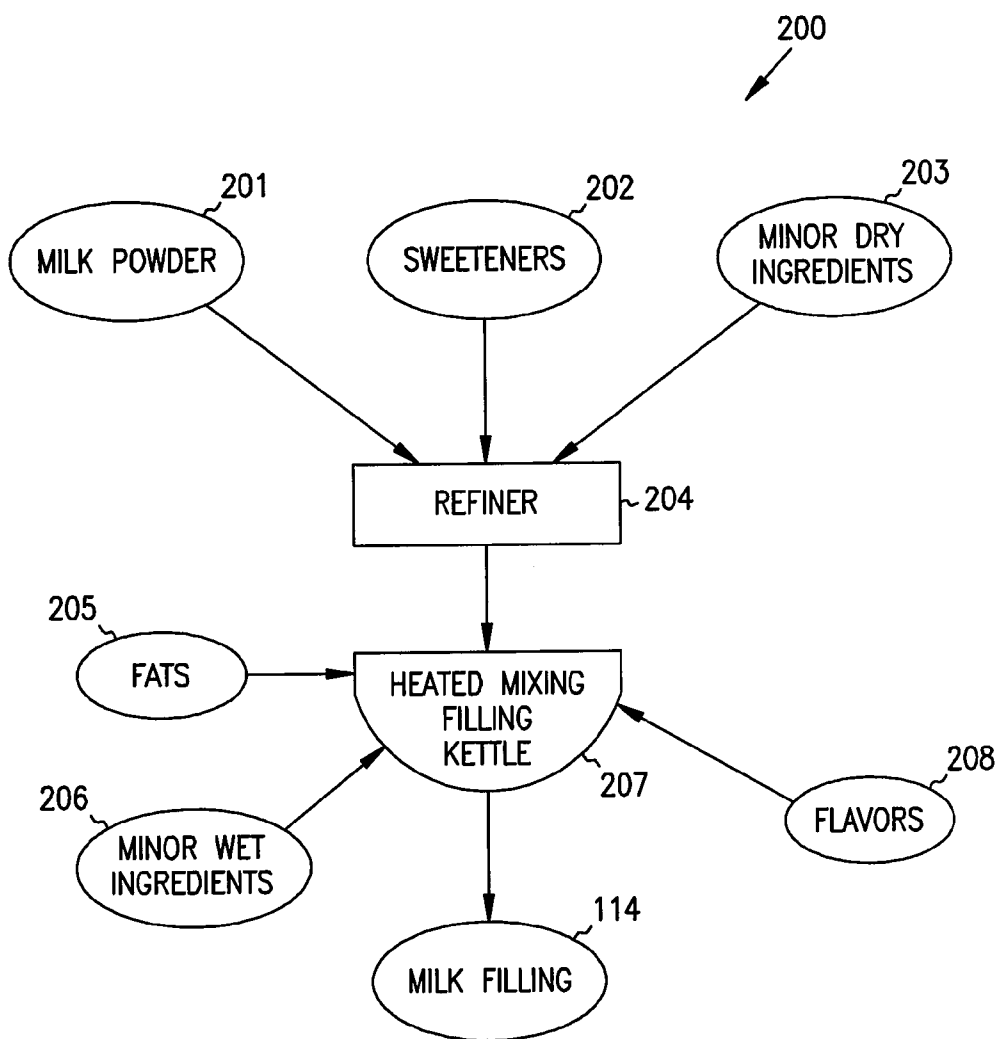 200
201
202
203
MILK POWDER
SWEETENERS
MINOR DRY
INGREDIENTS
REFINER
204
205
FATS
HEATED MIXING
FILLING
KETTLE
207
206
MINOR WET
INGREDIENTS
208
FLAVORS
114
MILK FILLING